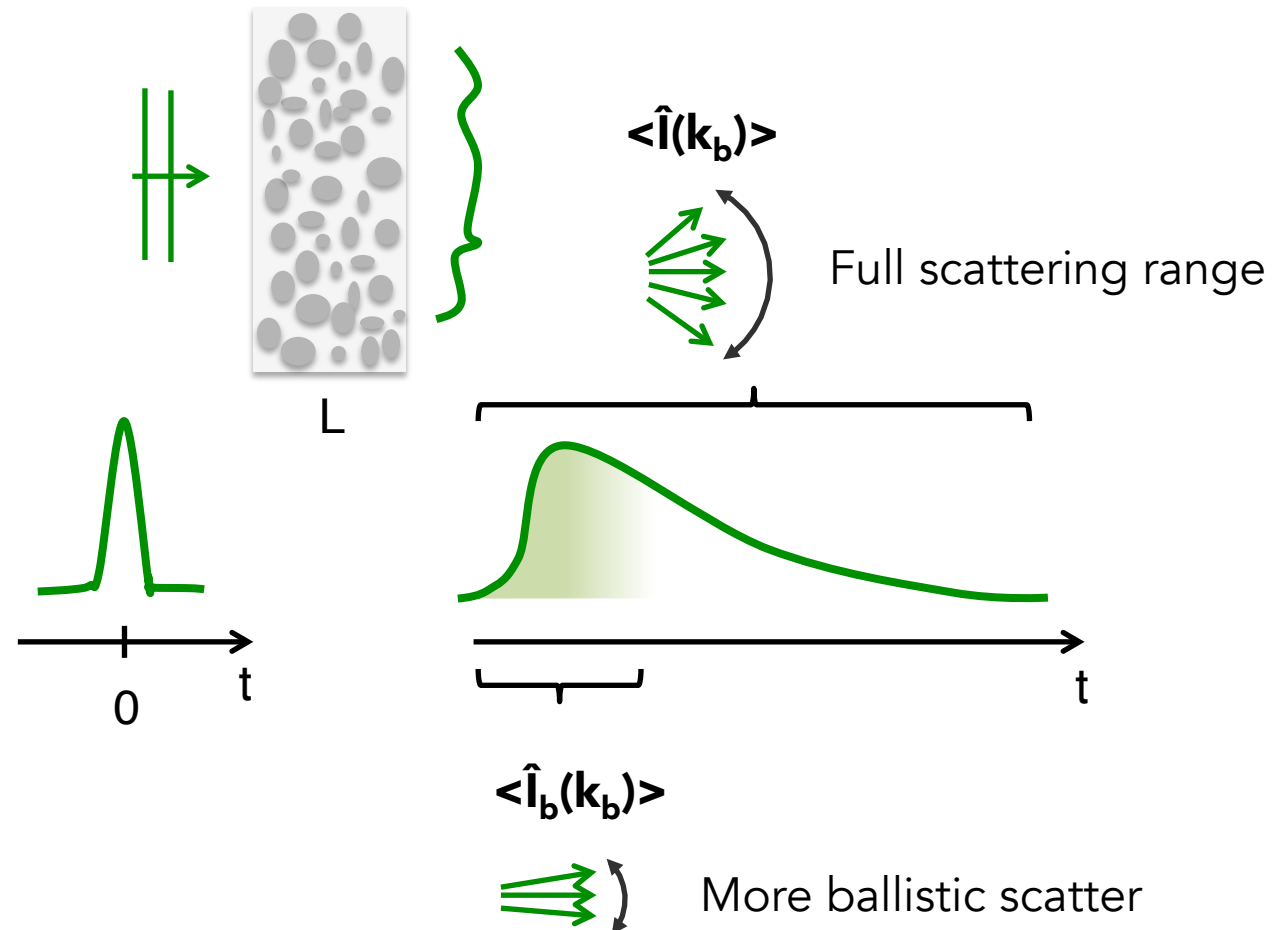 <Î(k_b)>
Full scattering range
L
0
t
t
<Î_b(k_b)>
More ballistic scatter